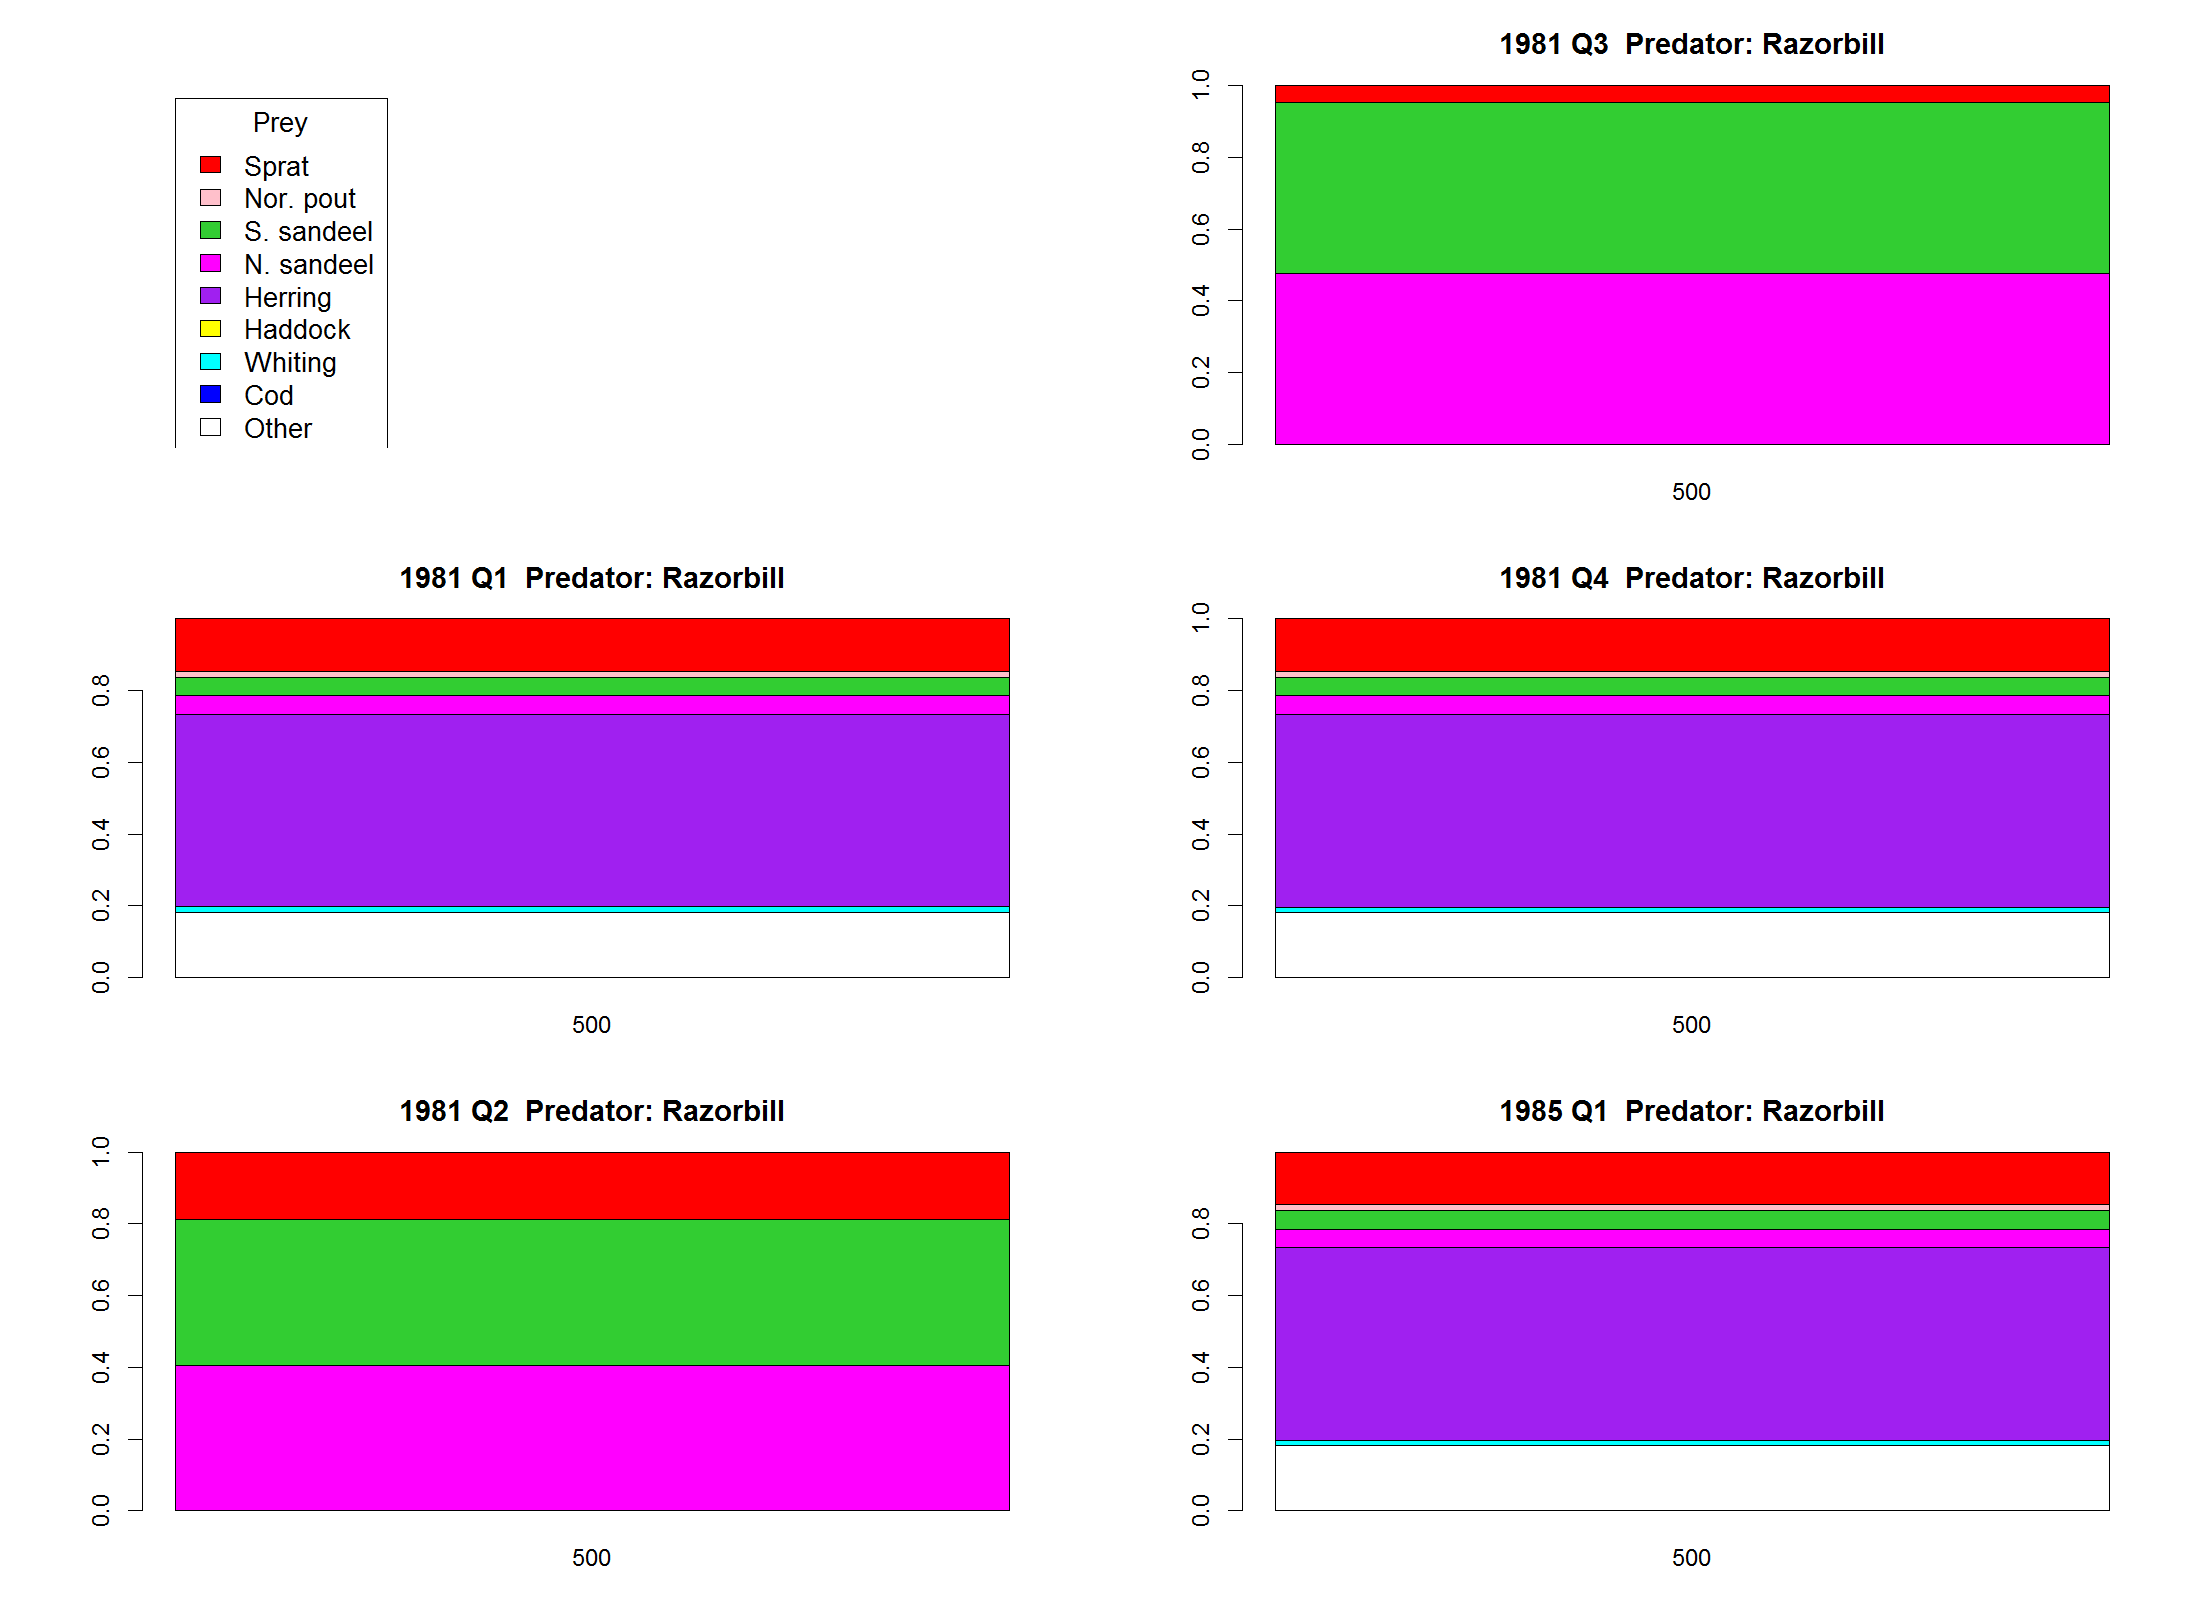 Prey
Sprat
Nor. pout
S. sandeel
N. sandeel
Herring
Haddock
Whiting
Cod
Other
1981 Q3  Predator: Razorbill
1.0
0.8
0.6
0.4
0.2
0.0
500
1981 Q1  Predator: Razorbill
0.8
0.6
0.4
0.2
0.0
500
1981 Q4  Predator: Razorbill
1.0
0.8
0.6
0.4
0.2
0.0
500
1981 Q2  Predator: Razorbill
1.0
0.8
0.6
0.4
0.2
0.0
500
1985 Q1  Predator: Razorbill
0.8
0.6
0.4
0.2
0.0
500